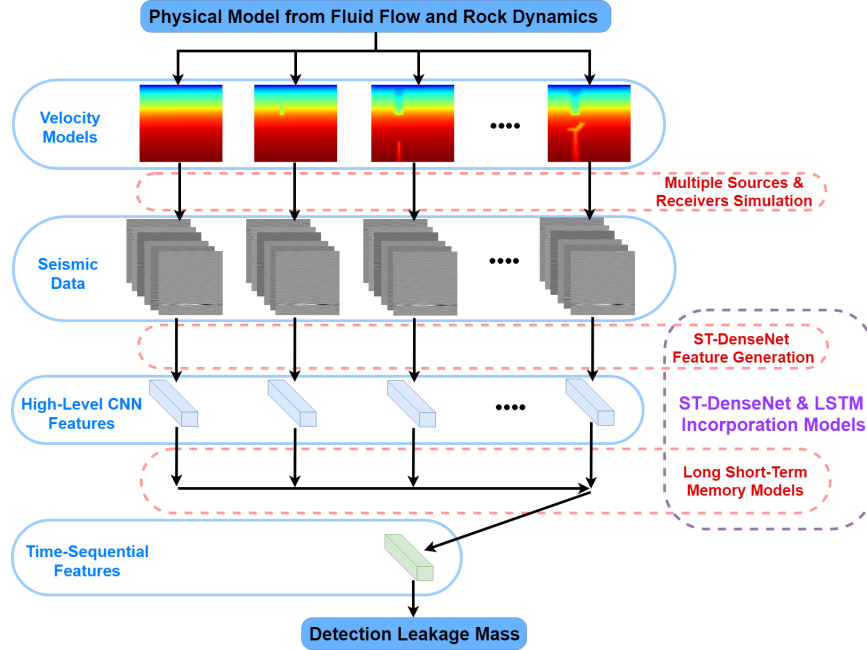 Physical Model from Fluid Flow and Rock Dynamics
Velocity
Models
Multiple Sources &
Receivers Simulation
Seismic
Data
ST-DenseNet
Feature Generation
High-Level CNN
Features
ST-DenseNet & LSTM
Incorporation Models
Long Short-Term
Memory Models
Time-Sequential
Features
Detection Leakage Mass